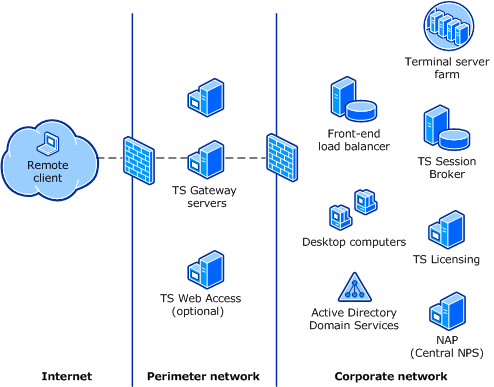 Terminal server
farm
Front-end
load balancer
TS Session
Broker
Remote
client
TS Gateway
servers
Desktop computers
TS Licensing
TS Web Access
(optional)
Active Directory
Domain Services
NAP
(Central NPS)
Internet
Perimeter network
Corporate network